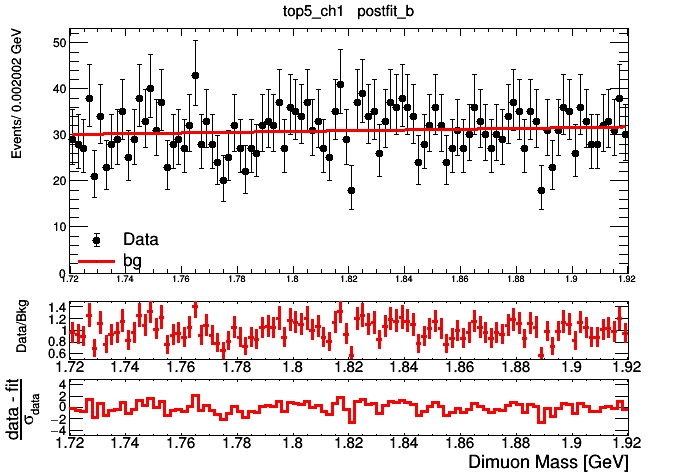 top5_ch1 postfit_b
Events/ 0.002002 GeV
50
40
30
20
10
0
Data
bg
1.72 1.74 1.76 1.78 1.8 1.82 1.84 1.86 1.88 1.9 1.92
Data/Bkg
1.4
1.2
1
0.8
0.6
1.72 1.74 1.76 1.78 1.8 1.82 1.84 1.86 1.88 1.9 1.92
data - fit
σdata
4
2
0
−2
−4
1.72 1.74 1.76 1.78 1.8 1.82 1.84 1.86 1.88 1.9 1.92
Dimuon Mass [GeV]